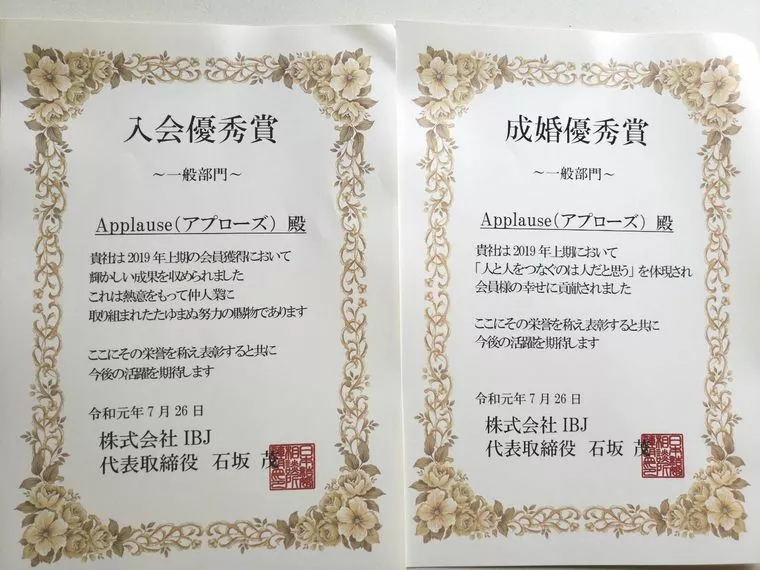 入会優秀賞
～一般部門～
Applause(アプローズ) 殿
貴社は2019年上期の会員獲得において
輝かしい成果を収められました
これは熱意をもって仲人業に
取り組まれたたゆまぬ努力の賜物であります
ここにその栄誉を称え表彰すると共に
今後の活躍を期待します
令和元年7月26日
株式会社IBJ
代表取締役 石坂 茂
成婚優秀賞
～一般部門～
Applause(アプローズ) 殿
貴社は2019年上期において
「人と人をつなぐのは人だと思う」を体現され
会員様の幸せに貢献されました
ここにその栄誉を称え表彰すると共に
今後の活躍を期待します
令和元年7月26日
株式会社IBJ
代表取締役 石坂 茂